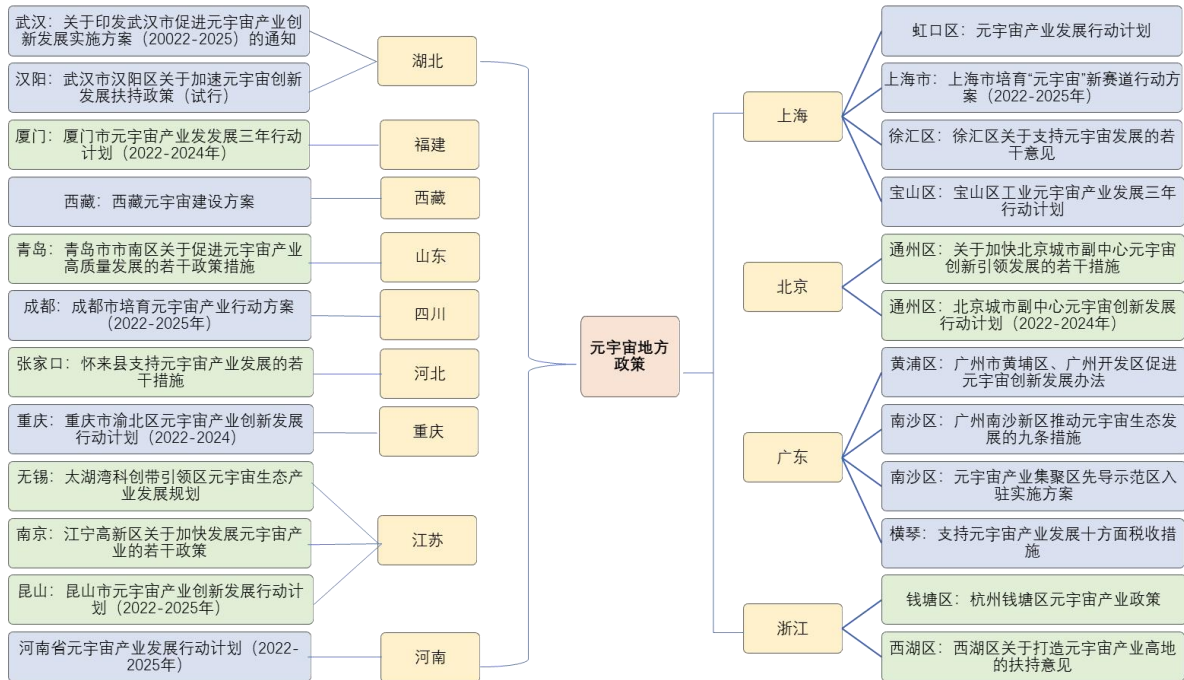 武汉：关于印发武汉市促进元宇宙产业创
新发展实施方案（20022-2025）的通知
汉阳：武汉市汉阳区关于加速元宇宙创新
发展扶持政策（试行）
湖北
厦门：厦门市元宇宙产业发发展三年行动
计划（2022-2024年）
福建
西藏：西藏元宇宙建设方案
西藏
青岛：青岛市市南区关于促进元宇宙产业
高质量发展的若干政策措施
山东
成都：成都市培育元宇宙产业行动方案
（2022-2025年）
四川
张家口：怀来县支持元宇宙产业发展的若
干措施
河北
重庆：重庆市渝北区元宇宙产业创新发展
行动计划（2022-2024）
重庆
无锡：太湖湾科创带引领区元宇宙生态产
业发展规划
南京：江宁高新区关于加快发展元宇宙产
业的若干政策
昆山：昆山市元宇宙产业创新发展行动计
划（2022-2025年）
江苏
河南省元宇宙产业发展行动计划（2022-
2025年）
河南
元宇宙地方
政策
上海
虹口区：元宇宙产业发展行动计划
上海市：上海市培育“元宇宙”新赛道行动方
案（2022-2025年）
徐汇区：徐汇区关于支持元宇宙发展的若
干意见
宝山区：宝山区工业元宇宙产业发展三年
行动计划
北京
通州区：关于加快北京城市副中心元宇宙
创新引领发展的若干措施
通州区：北京城市副中心元宇宙创新发展
行动计划（2022-2024年）
广东
黄浦区：广州市黄埔区、广州开发区促进
元宇宙创新发展办法
南沙区：广州南沙新区推动元宇宙生态发
展的九条措施
南沙区：元宇宙产业集聚区先导示范区入
驻实施方案
横琴：支持元宇宙产业发展十方面税收措
施
浙江
钱塘区：杭州钱塘区元宇宙产业政策
西湖区：西湖区关于打造元宇宙产业高地
的扶持意见